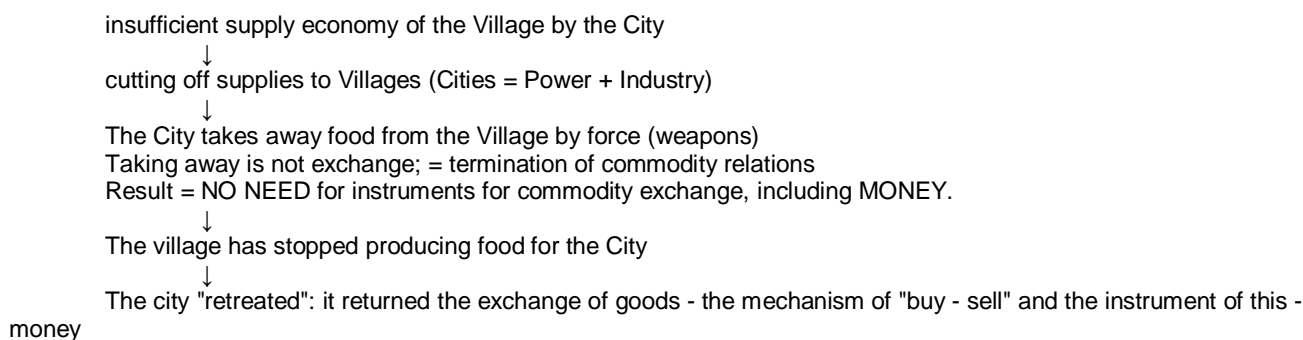 insufficient supply economy of the Village by the City
↓
cutting off supplies to Villages (Cities = Power + Industry)
↓
The City takes away food from the Village by force (weapons)
Taking away is not exchange; = termination of commodity relations
Result = NO NEED for instruments for commodity exchange, including MONEY.
↓
The village has stopped producing food for the City
↓
The city "retreated": it returned the exchange of goods - the mechanism of "buy - sell" and the instrument of this -
money